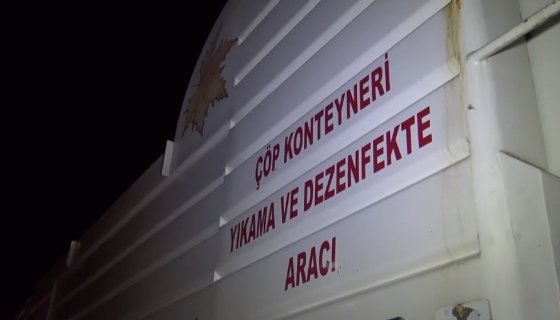 ÇÖP KONTEYNERİ
YIKAMA VE DEZENFEKTE
ARACI